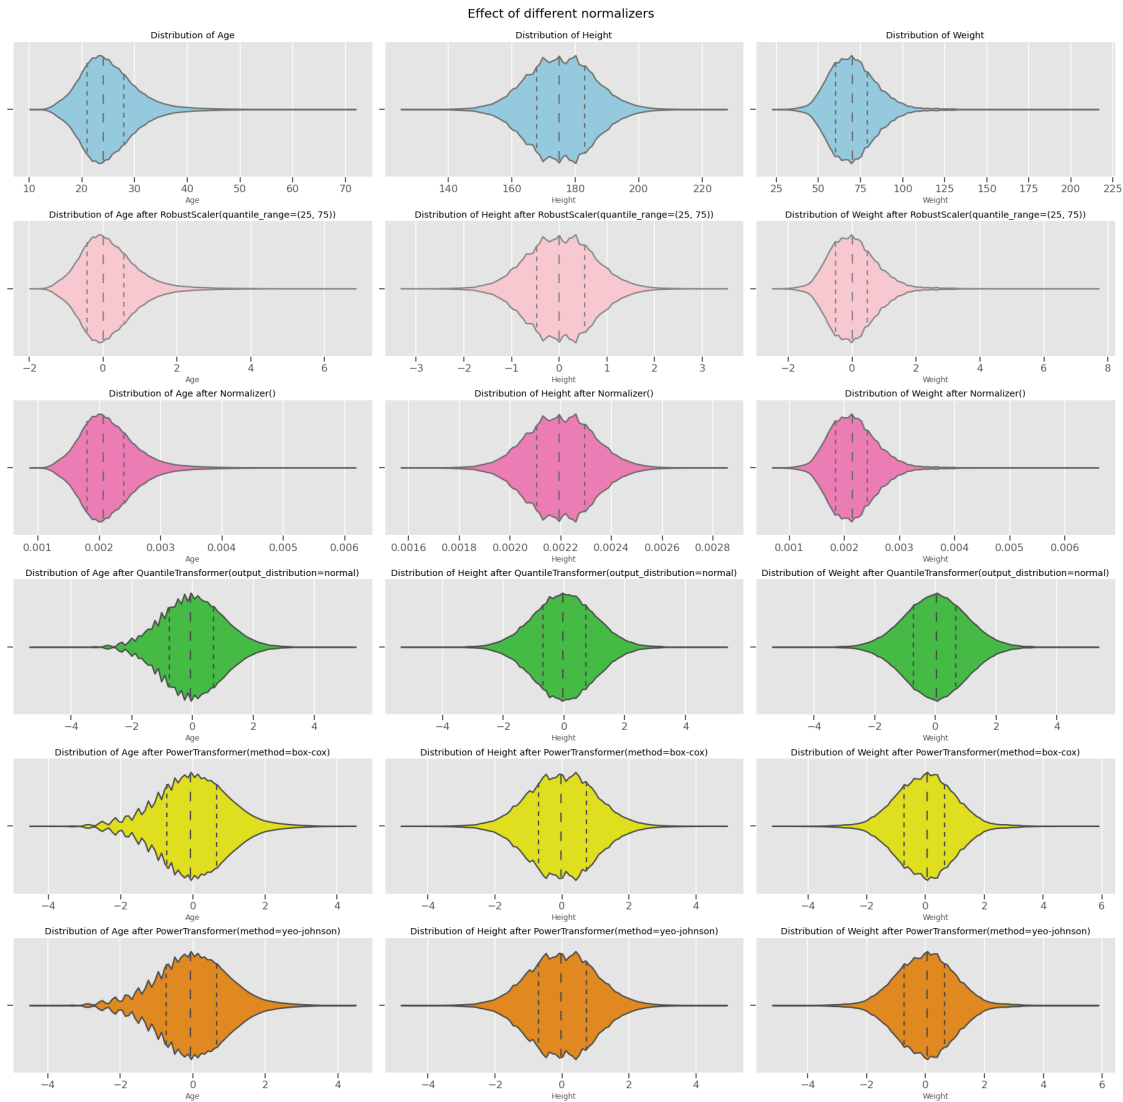 Effect of different normalizers
Distribution of Age Distribution of Height Distribution of Weight
10 20 30 40 50 60 70 140 160 180 200 220 25 50 75 100 125 150 175 200 225
Age Height Weight
Distribution of Age after RobustScaler(quantile_range=(25, 75)) Distribution of Height after RobustScaler(quantile_range=(25, 75)) Distribution of Weight after RobustScaler(quantile_range=(25, 75))
−2 0 2 4 6 −3 −2 −1 0 1 2 3 −2 0 2 4 6 8
Age Height Weight
Distribution of Age after Normalizer() Distribution of Height after Normalizer() Distribution of Weight after Normalizer()
0.001 0.002 0.003 0.004 0.005 0.006 0.0016 0.0018 0.0020 0.0022 0.0024 0.0026 0.0028 0.001 0.002 0.003 0.004 0.005 0.006
Age Height Weight
Distribution of Age after QuantileTransformer(output_distribution=normal) Distribution of Height after QuantileTransformer(output_distribution=normal) Distribution of Weight after QuantileTransformer(output_distribution=normal)
−4 −2 0 2 4 −4 −2 0 2 4 −4 −2 0 2 4
Age Height Weight
Distribution of Age after PowerTransformer(method=box-cox) Distribution of Height after PowerTransformer(method=box-cox) Distribution of Weight after PowerTransformer(method=box-cox)
−4 −2 0 2 4 −4 −2 0 2 4 −4 −2 0 2 4 6
Age Height Weight
Distribution of Age after PowerTransformer(method=yeo-johnson) Distribution of Height after PowerTransformer(method=yeo-johnson) Distribution of Weight after PowerTransformer(method=yeo-johnson)
−4 −2 0 2 4 −4 −2 0 2 4 −4 −2 0 2 4 6
Age Height Weight